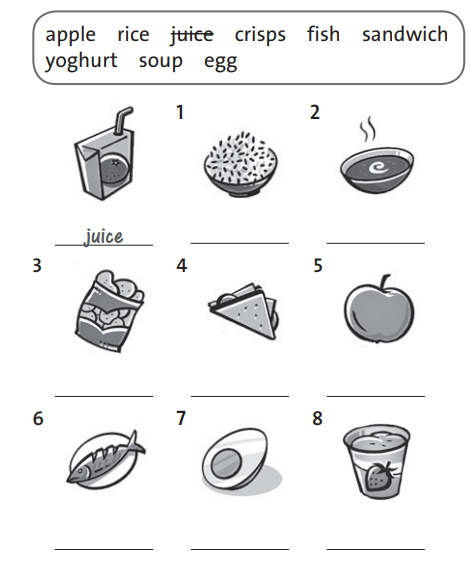 apple rice juice crisps fish sandwich
yoghurt soup egg
1 2
juice
3 4 5
6 7 8